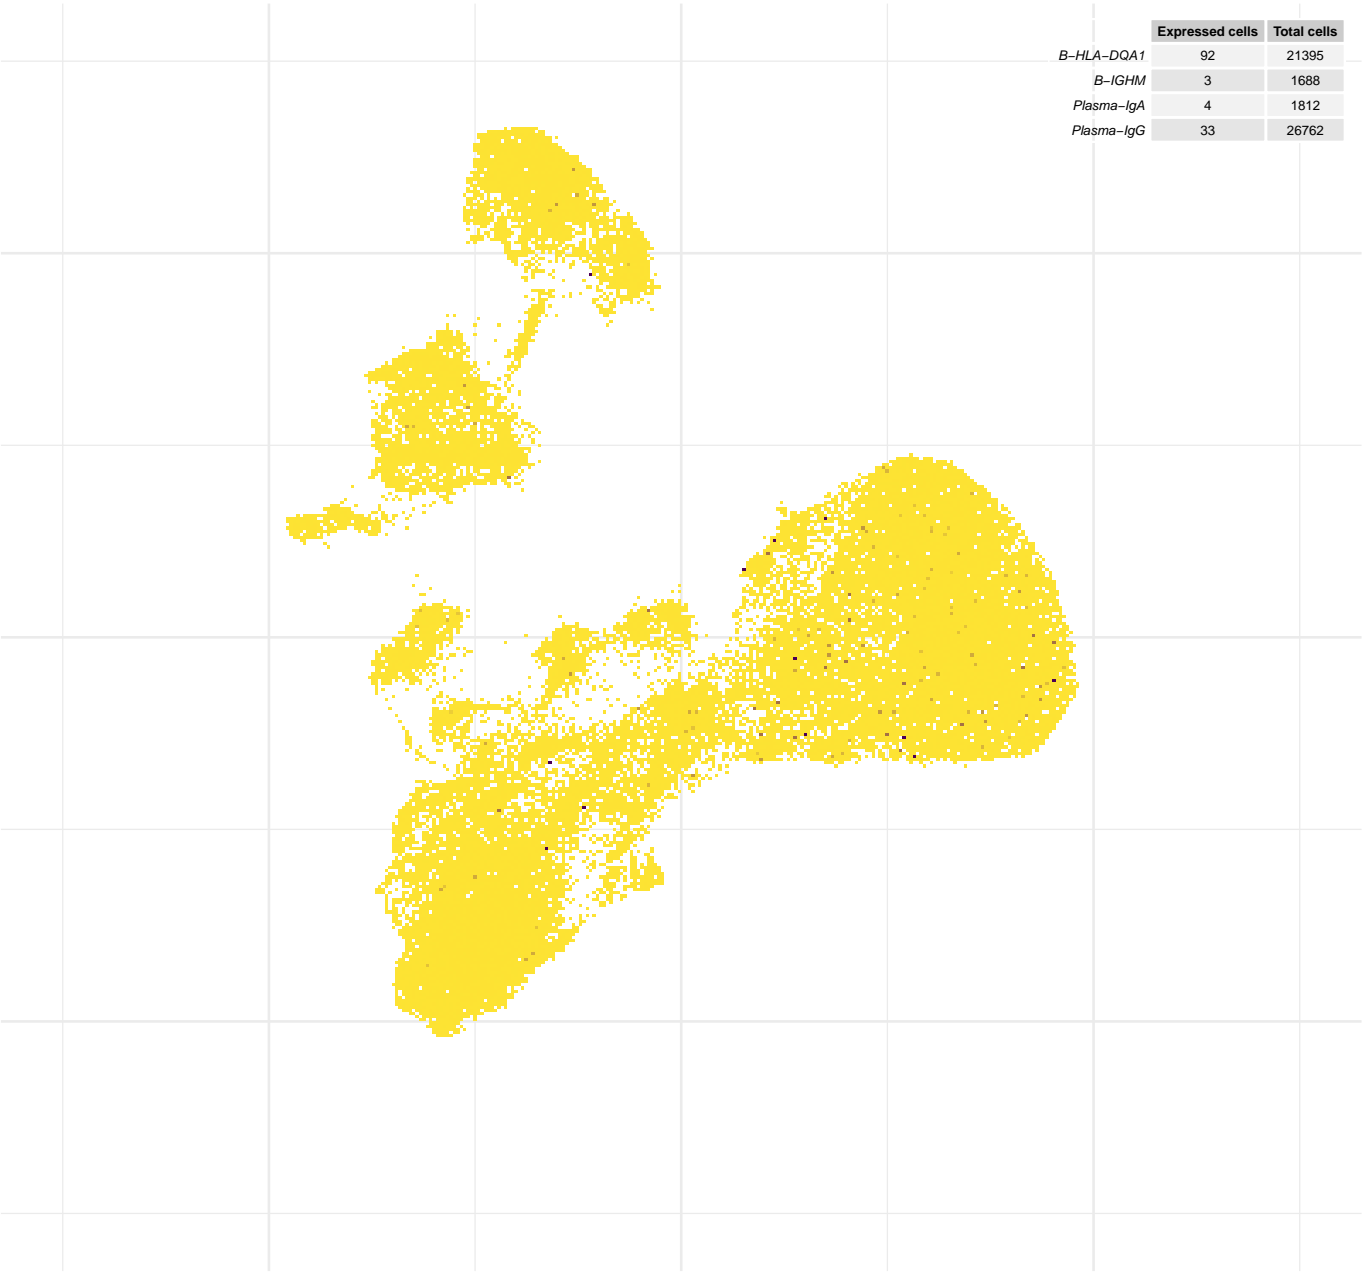 Expressed cells Total cells
B−HLA−DQA1 92 21395
B−IGHM 3 1688
Plasma−IgA 4 1812
Plasma−IgG 33 26762